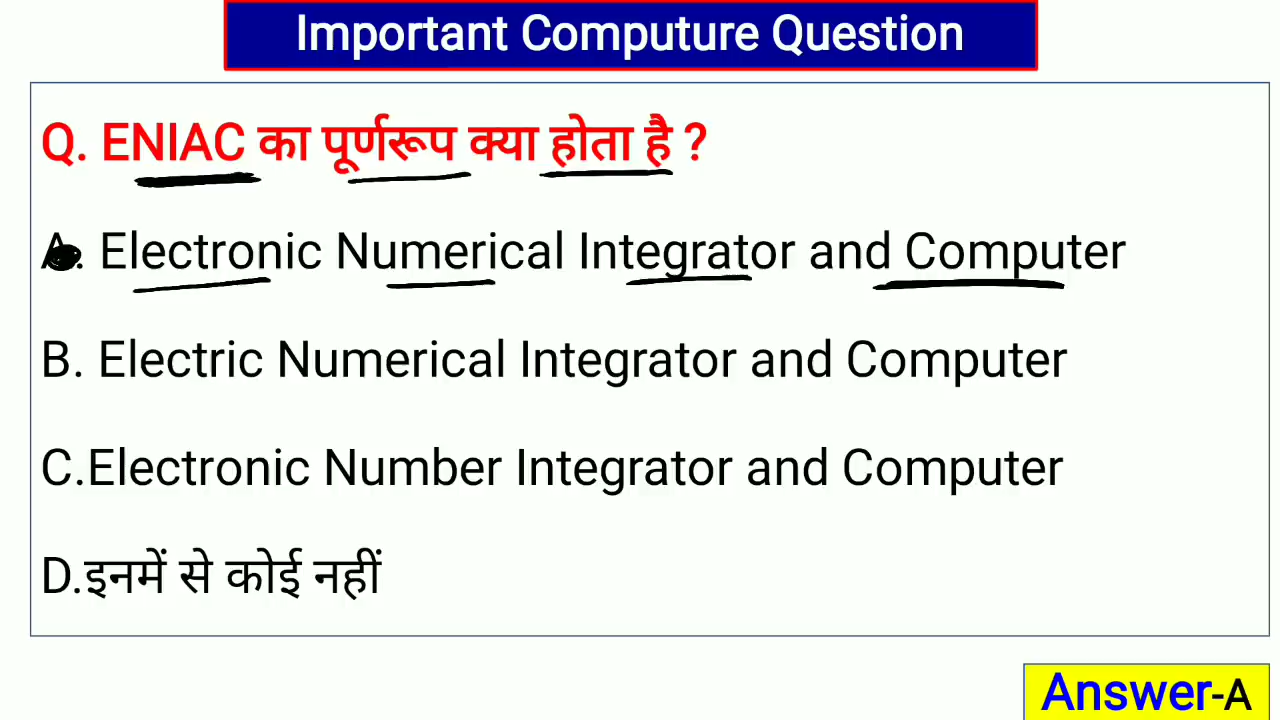 Important Computure Question
Q. ENIAC का पूर्णरूप क्या होता है ?
A. Electronic Numerical Integrator and Computer
B. Electric Numerical Integrator and Computer
C.Electronic Number Integrator and Computer
D.इनमें से कोई नहीं
Answer-A